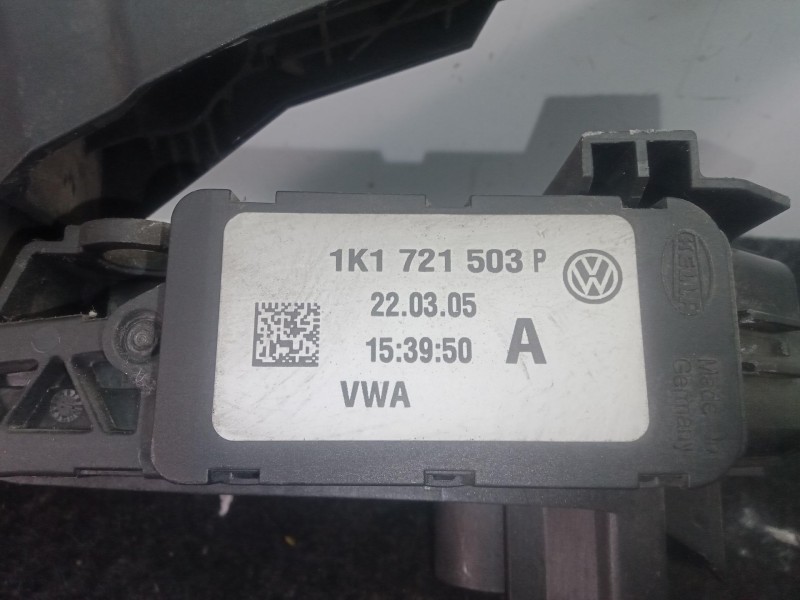 1K1 721 503 P
22.03.05
15:39:50 A
VWA
HELLA
Made in
Germany